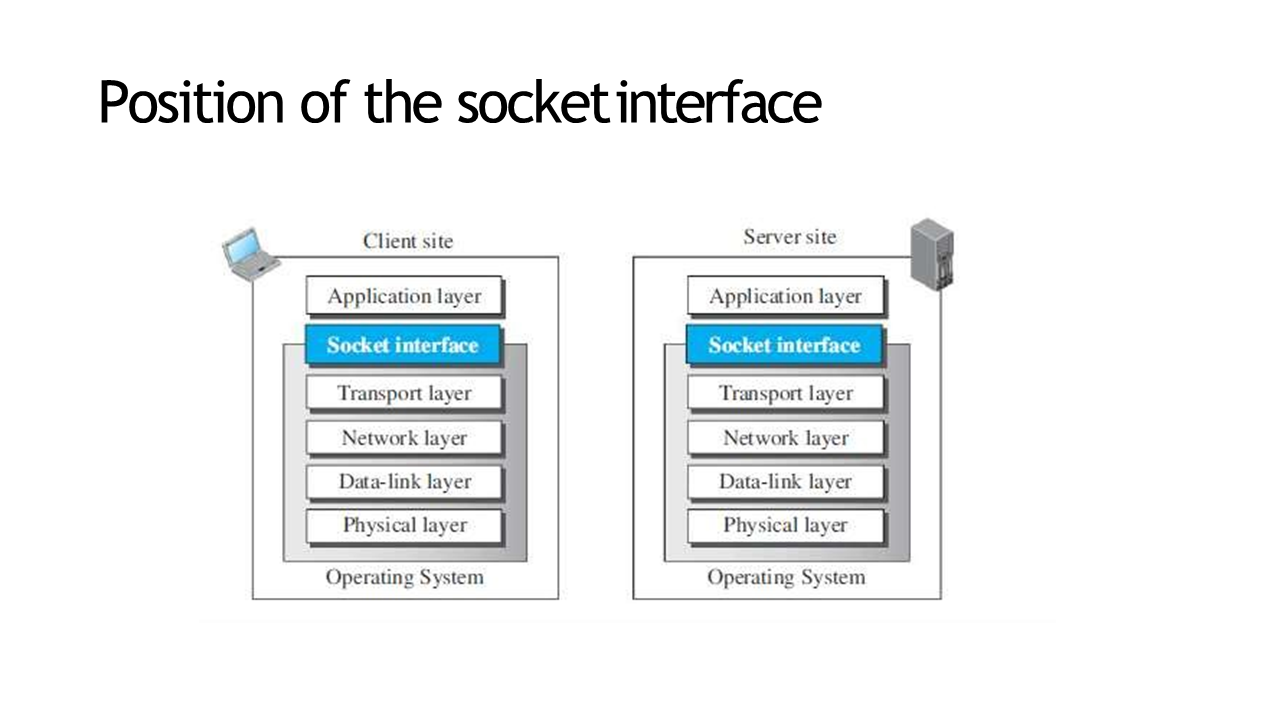 Position of the socket interface
Client site
Application layer
Socket interface
Transport layer
Network layer
Data-link layer
Physical layer
Operating System
Server site
Application layer
Socket interface
Transport layer
Network layer
Data-link layer
Physical layer
Operating System